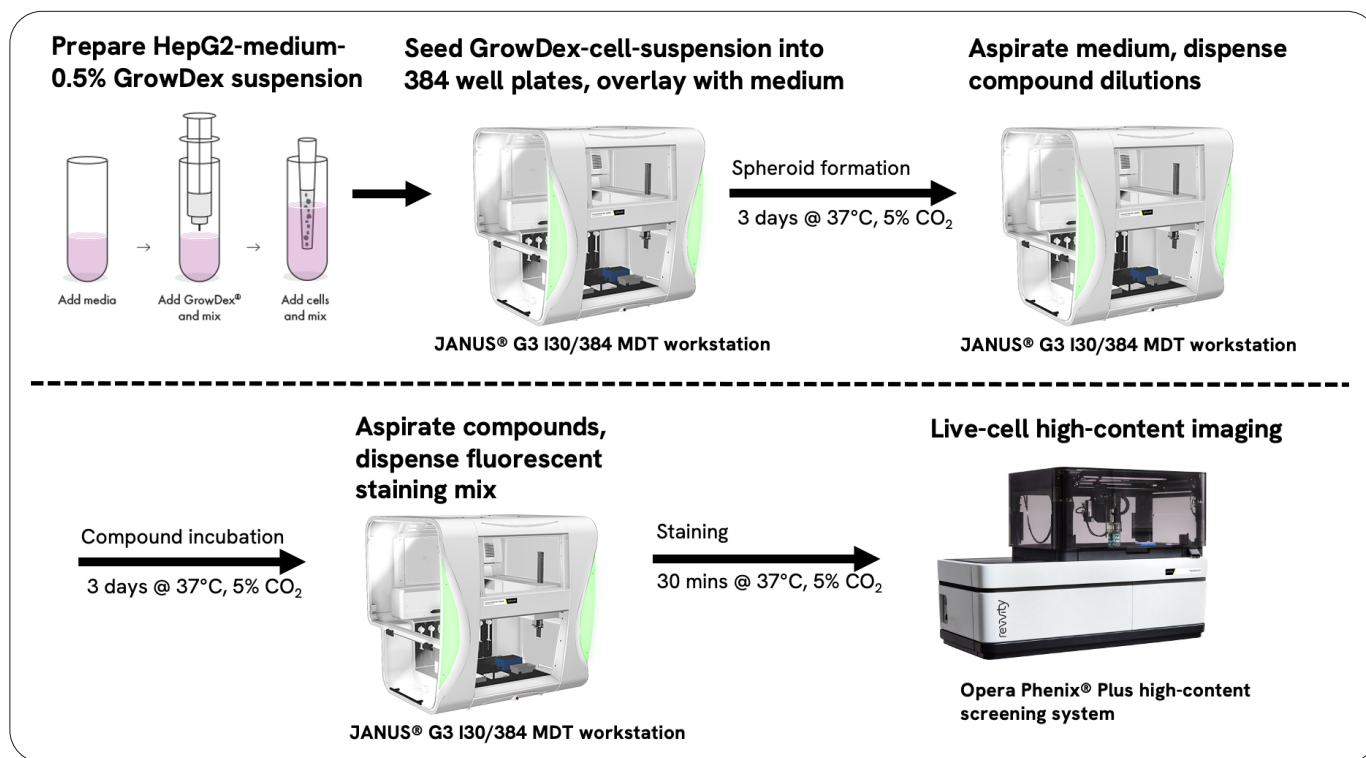 Prepare HepG2-medium-
0.5% GrowDex suspension
Add media
Add GrowDex®
and mix
Add cells
and mix
Seed GrowDex-cell-suspension into
384 well plates, overlay with medium
JANUS® G3 I30/384 MDT workstation
Spheroid formation
3 days @ 37°C, 5% CO₂
Aspirate medium, dispense
compound dilutions
JANUS® G3 I30/384 MDT workstation
Compound incubation
3 days @ 37°C, 5% CO₂
Aspirate compounds,
dispense fluorescent
staining mix
JANUS® G3 I30/384 MDT workstation
Staining
30 mins @ 37°C, 5% CO₂
Live-cell high-content imaging
revvity
Opera Phenix® Plus high-content
screening system